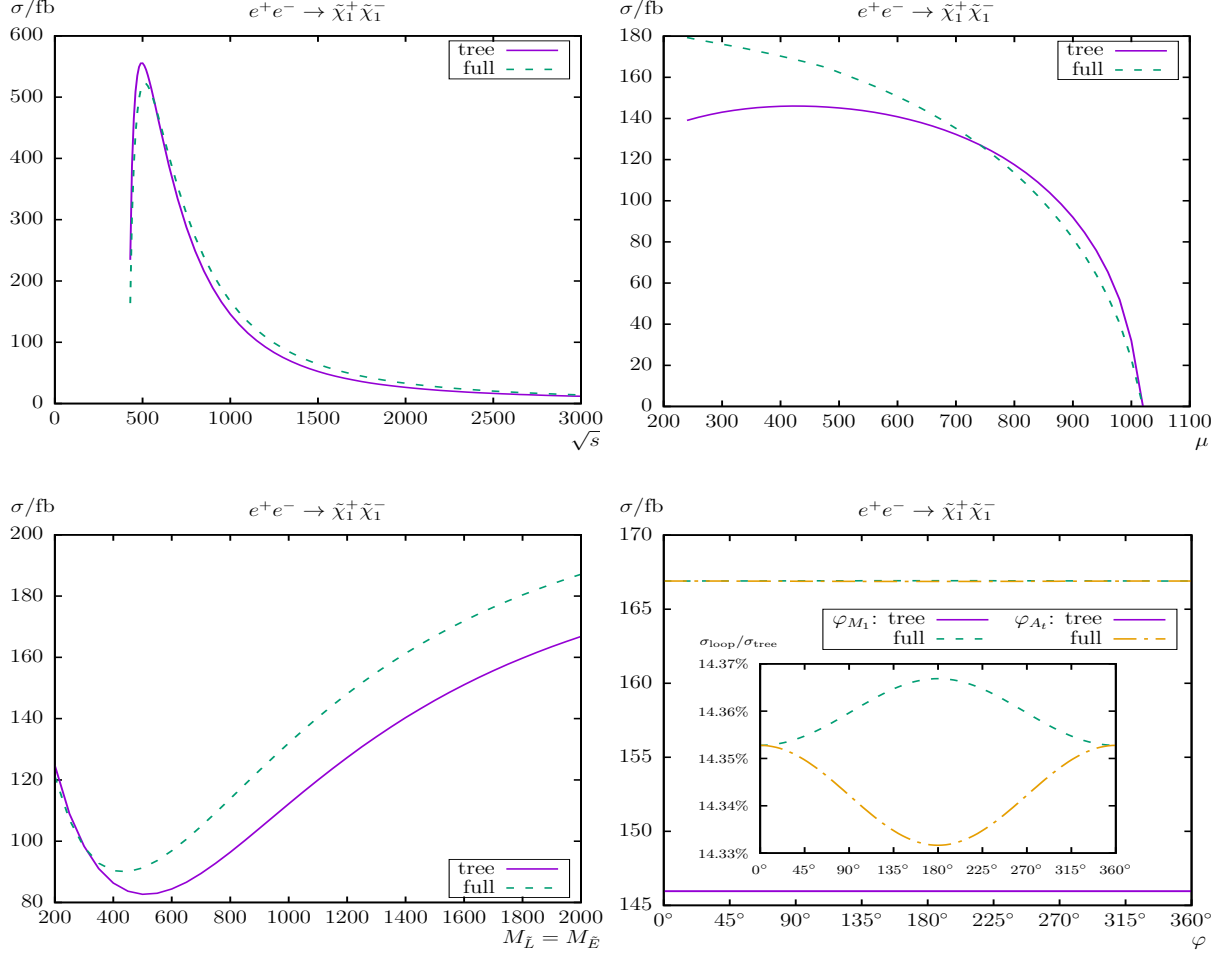 σ/fb
e⁺e⁻ → χ̃₁⁺χ̃₁⁻
600
500
400
300
200
100
0
tree
full
0 500 1000 1500 2000 2500 3000
√s
σ/fb
e⁺e⁻ → χ̃₁⁺χ̃₁⁻
180
160
140
120
100
80
60
40
20
0
tree
full
200 300 400 500 600 700 800 900 1000 1100
μ
σ/fb
e⁺e⁻ → χ̃₁⁺χ̃₁⁻
200
180
160
140
120
100
80
tree
full
200 400 600 800 1000 1200 1400 1600 1800 2000
M_L̃ = M_Ẽ
σ/fb
e⁺e⁻ → χ̃₁⁺χ̃₁⁻
170
165
160
155
150
145
φ_M₁: tree φ_Aₜ: tree
full full
σ_loop/σ_tree
14.37%
14.36%
14.35%
14.34%
14.33%
0° 45° 90° 135° 180° 225° 270° 315° 360°
0° 45° 90° 135° 180° 225° 270° 315° 360°
φ